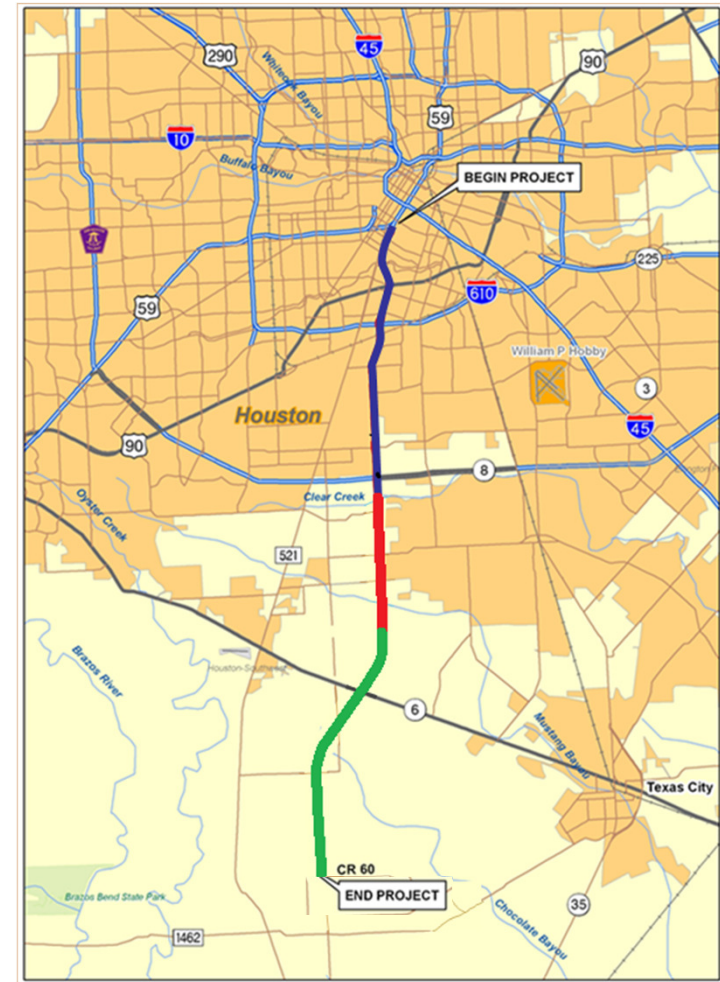 45
290
90
Whiteoak Bayou
59
10
Buffalo Bayou
BEGIN PROJECT
225
59
610
William P Hobby
3
Houston
45
90
8
Clear Creek
Oyster Creek
521
Brazos River
Houston-Southwest
6
Mustang Bayou
Texas City
CR 60
END PROJECT
Brazos Bend State Park
35
Chocolate Bayou
1462